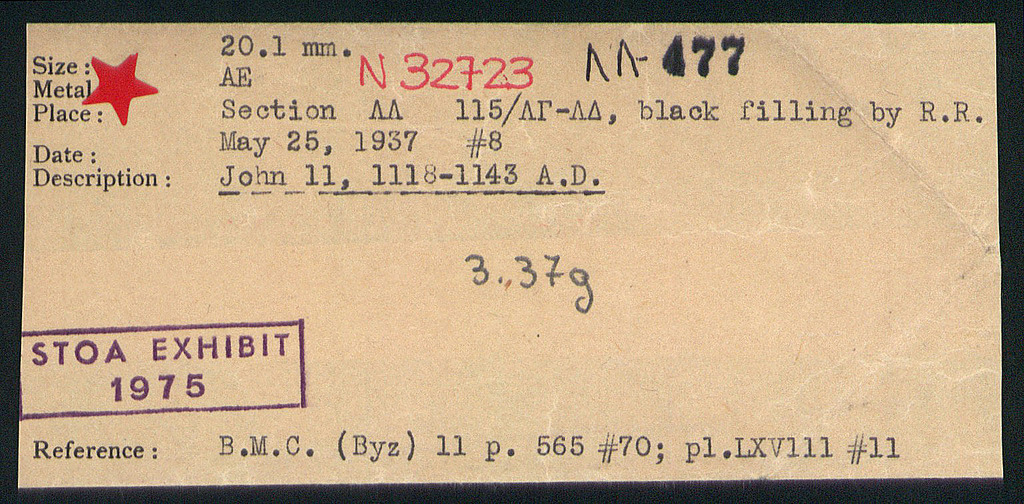 Size : 20.1 mm.
Metal AE
N 32723
ΛΛ-477
Place : Section ΛΛ 115/ΛΓ-ΛΔ, black filling by R.R.
Date : May 25, 1937 #8
Description : John 11, 1118-1143 A.D.
3.37g
STOA EXHIBIT
1975
Reference : B.M.C. (Byz) 11 p. 565 #70; pl.LXV111 #11